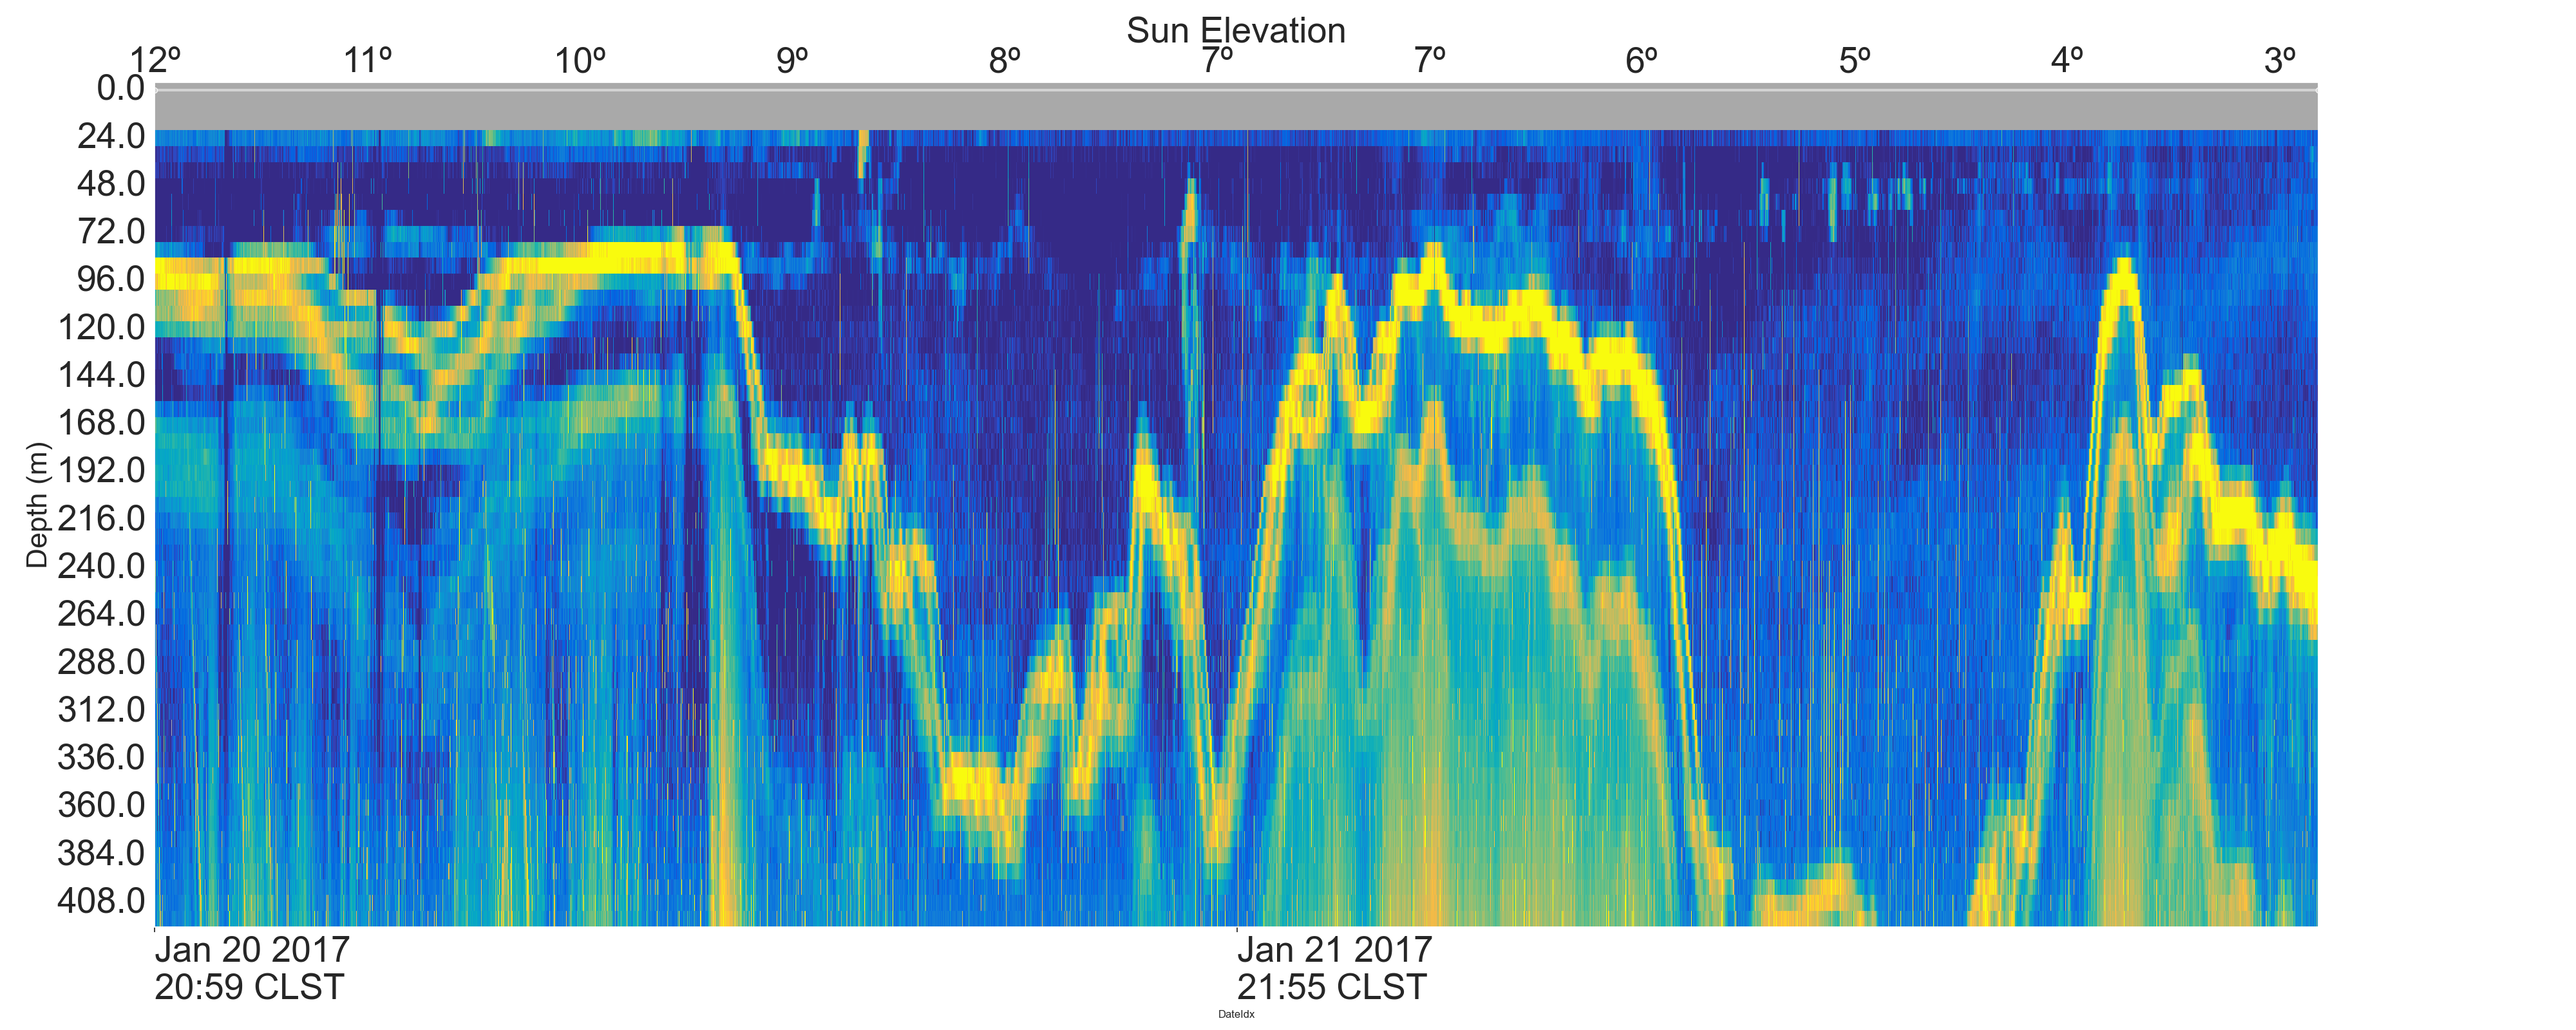 Sun Elevation
12º 11º 10º 9º 8º 7º 7º 6º 5º 4º 3º
0.0
24.0
48.0
72.0
96.0
120.0
144.0
168.0
192.0
216.0
240.0
264.0
288.0
312.0
336.0
360.0
384.0
408.0
Depth (m)
Jan 20 2017
20:59 CLST
Jan 21 2017
21:55 CLST
DateIdx